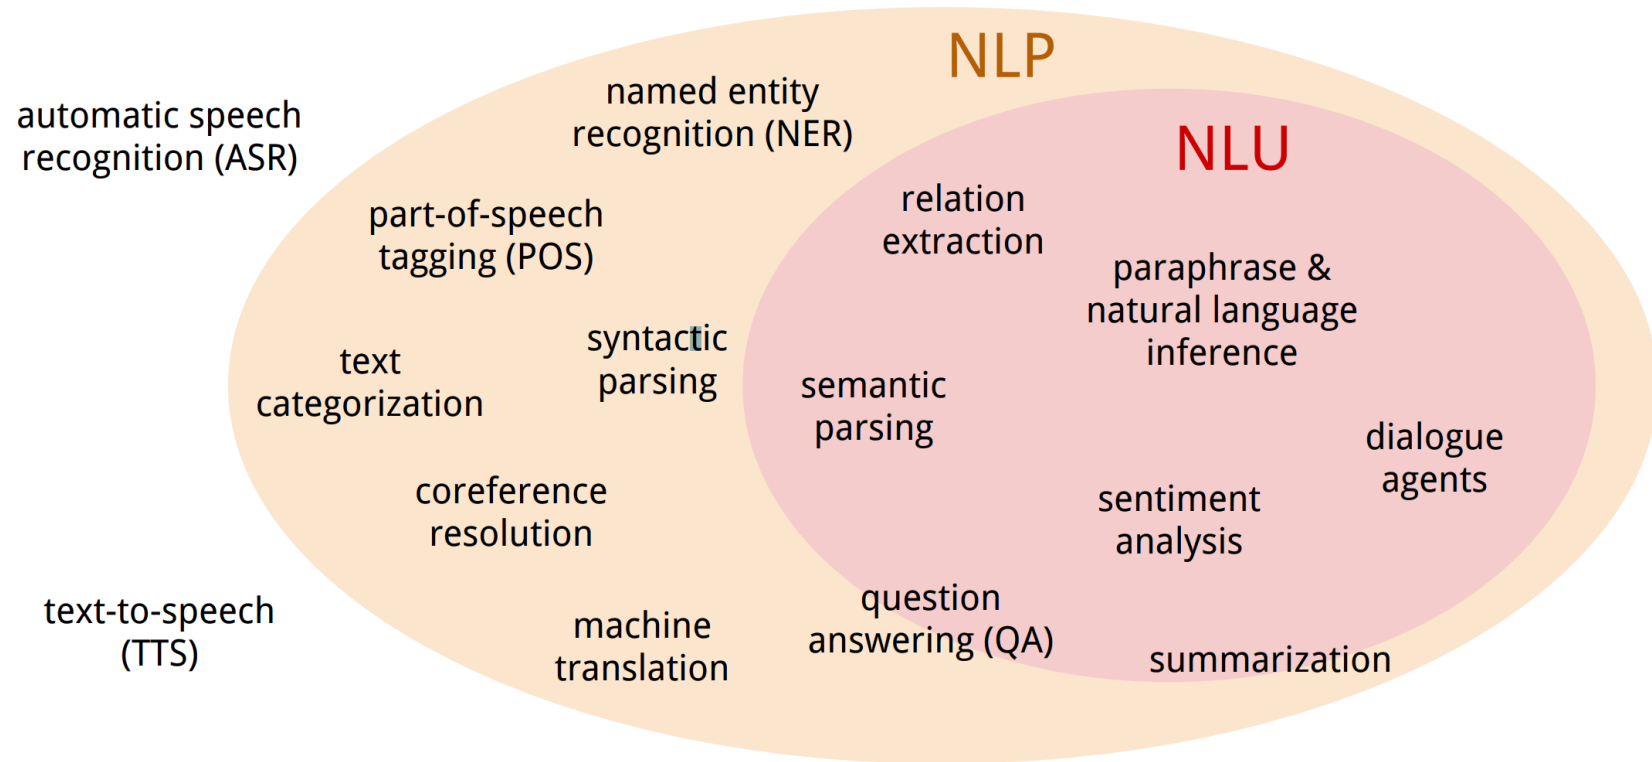 NLP
named entity
recognition (NER)
automatic speech
recognition (ASR)
NLU
relation
extraction
part-of-speech
tagging (POS)
paraphrase &
natural language
inference
syntactic
parsing
text
categorization
semantic
parsing
dialogue
agents
coreference
resolution
sentiment
analysis
question
answering (QA)
text-to-speech
(TTS)
machine
translation
summarization